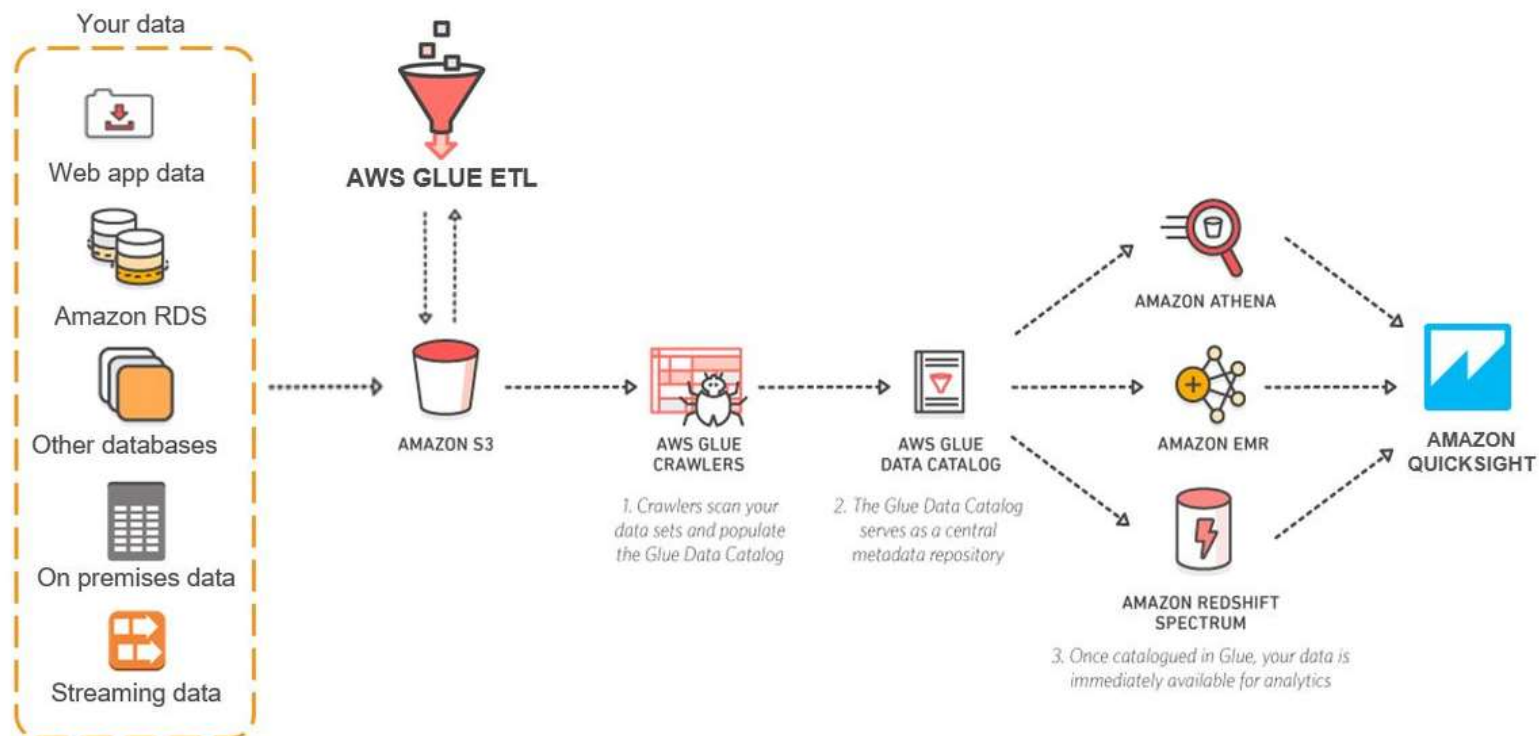 Your data
Web app data
Amazon RDS
Other databases
On premises data
Streaming data
AWS GLUE ETL
AMAZON S3
AWS GLUE
CRAWLERS
1. Crawlers scan your
data sets and populate
the Glue Data Catalog
AWS GLUE
DATA CATALOG
2. The Glue Data Catalog
serves as a central
metadata repository
AMAZON ATHENA
AMAZON EMR
AMAZON REDSHIFT
SPECTRUM
3. Once catalogued in Glue, your data is
immediately available for analytics
AMAZON
QUICKSIGHT